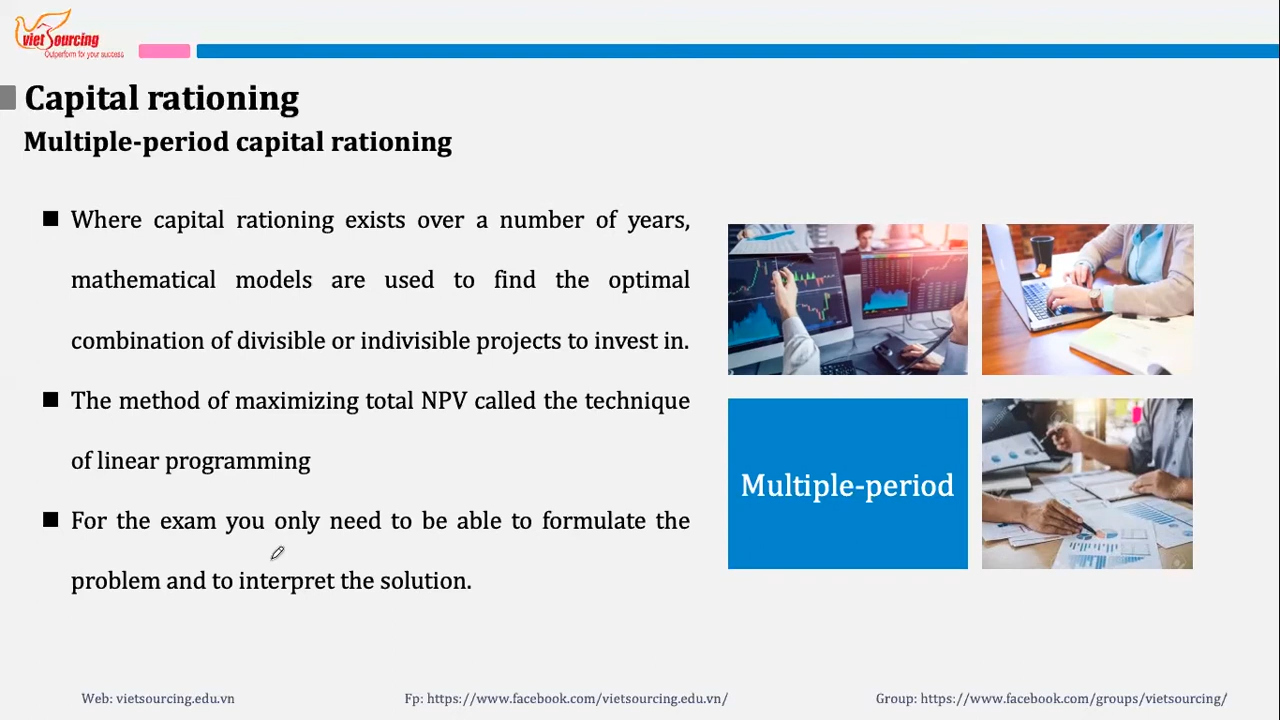 viet Sourcing
Outperform for your success
Capital rationing
Multiple-period capital rationing
Where capital rationing exists over a number of years,
mathematical models are used to find the optimal
combination of divisible or indivisible projects to invest in.
The method of maximizing total NPV called the technique
of linear programming
For the exam you only need to be able to formulate the
problem and to interpret the solution.
Multiple-period
Web: vietsourcing.edu.vn
Fp: https://www.facebook.com/vietsourcing.edu.vn/
Group: https://www.facebook.com/groups/vietsourcing/